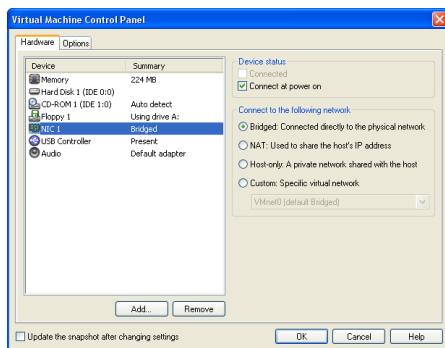 Virtual Machine Control Panel
Hardware
Options
Device Summary
Memory 224 MB
Hard Disk 1 (IDE 0:0)
CD-ROM 1 (IDE 1:0) Auto detect
Floppy 1 Using drive A:
NIC 1 Bridged
USB Controller Present
Audio Default adapter
Add... Remove
Device status
Connected
Connect at power on
Connect to the following network
Bridged: Connected directly to the physical network
NAT: Used to share the host's IP address
Host-only: A private network shared with the host
Custom: Specific virtual network
VMnet0 (default Bridged)
Update the snapshot after changing settings
OK Cancel Help